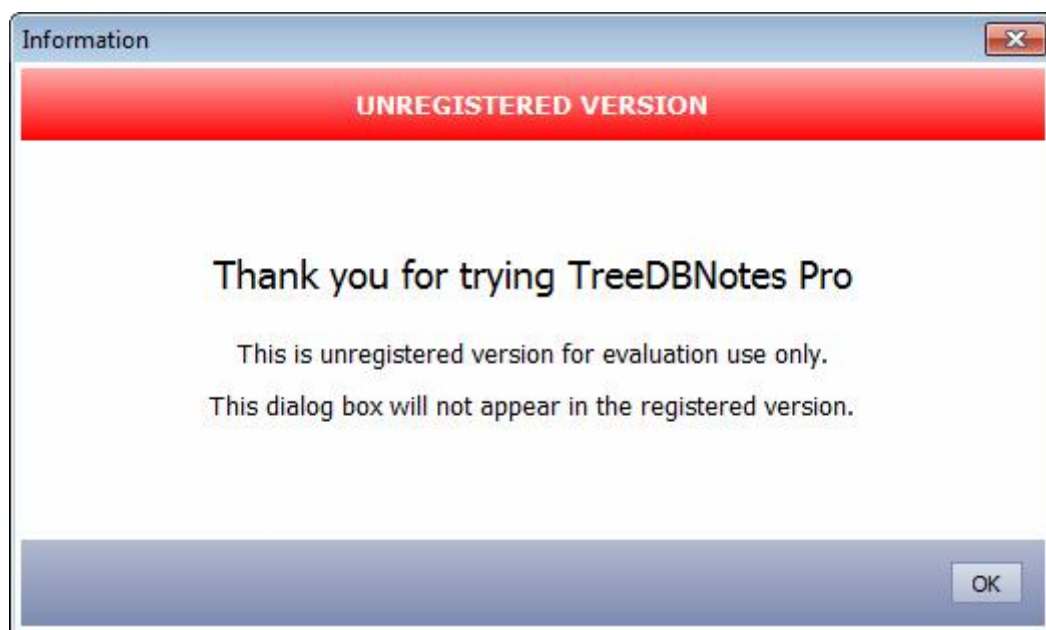 Information
UNREGISTERED VERSION
Thank you for trying TreeDBNotes Pro
This is unregistered version for evaluation use only.
This dialog box will not appear in the registered version.
OK